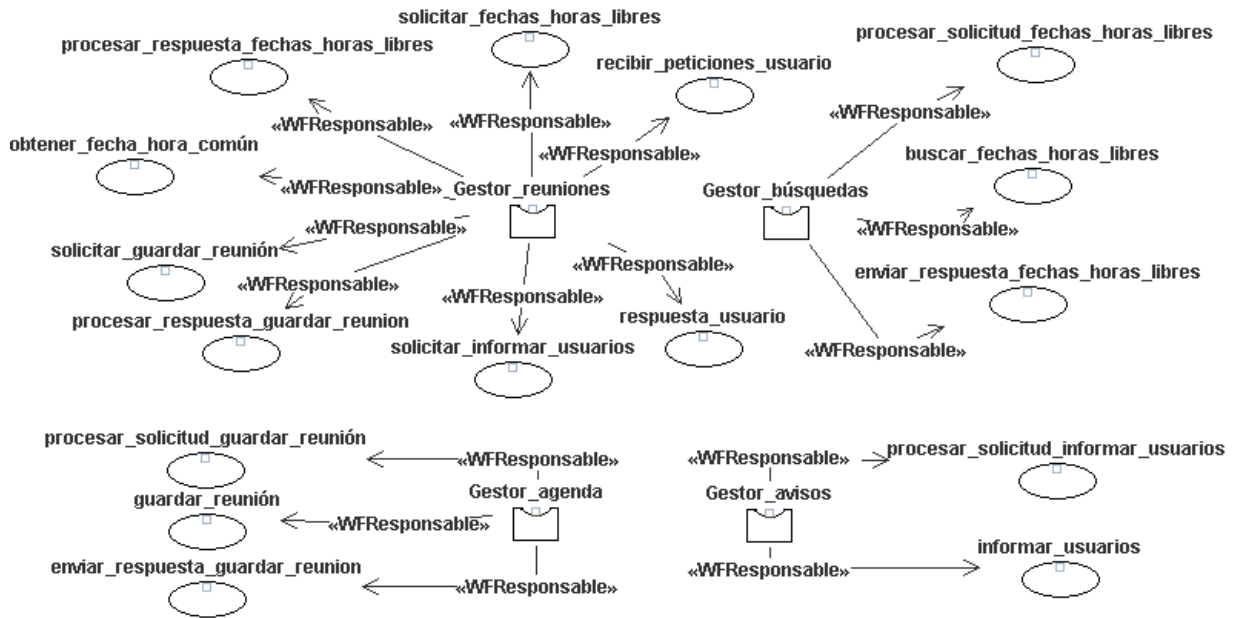 solicitar_fechas_horas_libres
procesar_respuesta_fechas_horas_libres
procesar_solicitud_fechas_horas_libres
recibir_peticiones_usuario
«WFResponsable»
«WFResponsable»
«WFResponsable»
obtener_fecha_hora_común
«WFResponsable»
buscar_fechas_horas_libres
«WFResponsable»
Gestor_reuniones
Gestor_búsquedas
«WFResponsable»
«WFResponsable»
solicitar_guardar_reunión
«WFResponsable»
enviar_respuesta_fechas_horas_libres
«WFResponsable»
«WFResponsable»
procesar_respuesta_guardar_reunion
respuesta_usuario
solicitar_informar_usuarios
«WFResponsable»
procesar_solicitud_guardar_reunión
«WFResponsable»
«WFResponsable»
procesar_solicitud_informar_usuarios
guardar_reunión
Gestor_agenda
Gestor_avisos
«WFResponsable»
informar_usuarios
enviar_respuesta_guardar_reunion
«WFResponsable»
«WFResponsable»